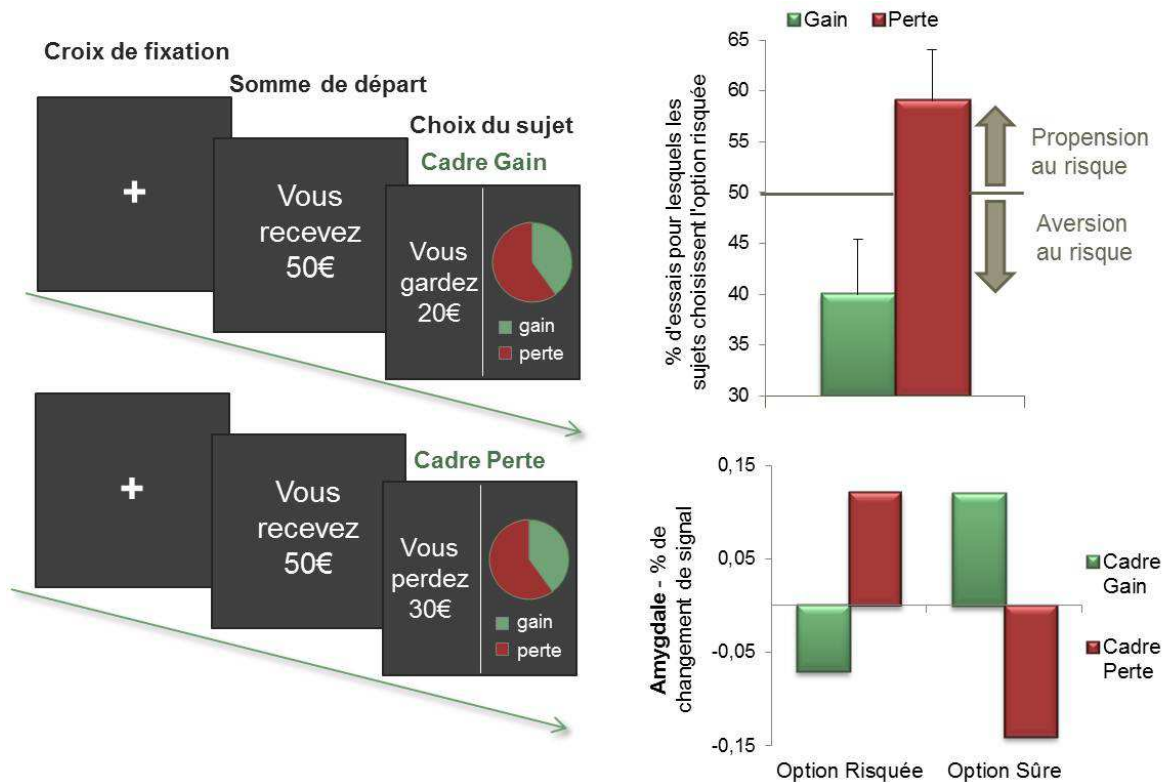 Croix de fixation
Somme de départ
Choix du sujet
Cadre Gain
+
Vous
recevez
50€
Vous
gardez
20€
gain
perte
Cadre Perte
+
Vous
recevez
50€
Vous
perdez
30€
gain
perte
Gain Perte
% d'essai pour lesquels les
sujets choisissent l'option risquée
65
60
55
50
45
40
35
30
Propension
au risque
Aversion
au risque
Amygdale - % de
changement de signal
0,15
0,05
-0,05
-0,15
Option Risquée Option Sûre
Cadre
Gain
Cadre
Perte